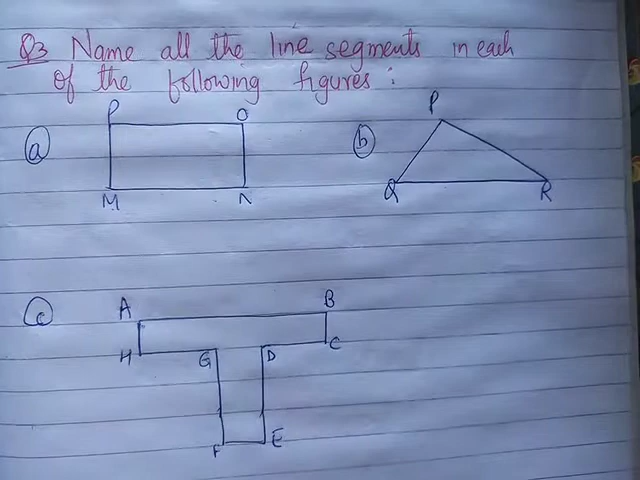 Q3 Name all the line segments in each
of the following figures :
P O P
a b
M N Q R
c A B
H G D C
F E